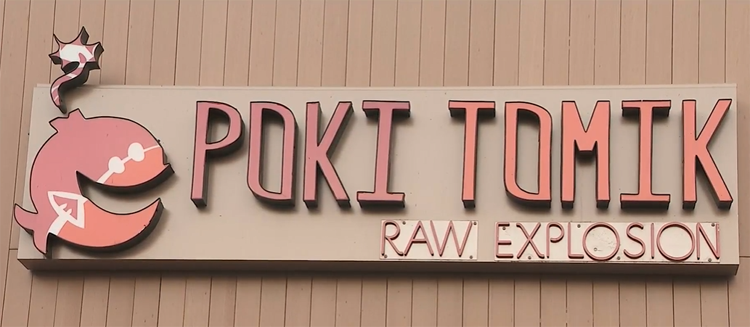 POKI TOMIK
RAW EXPLOSION